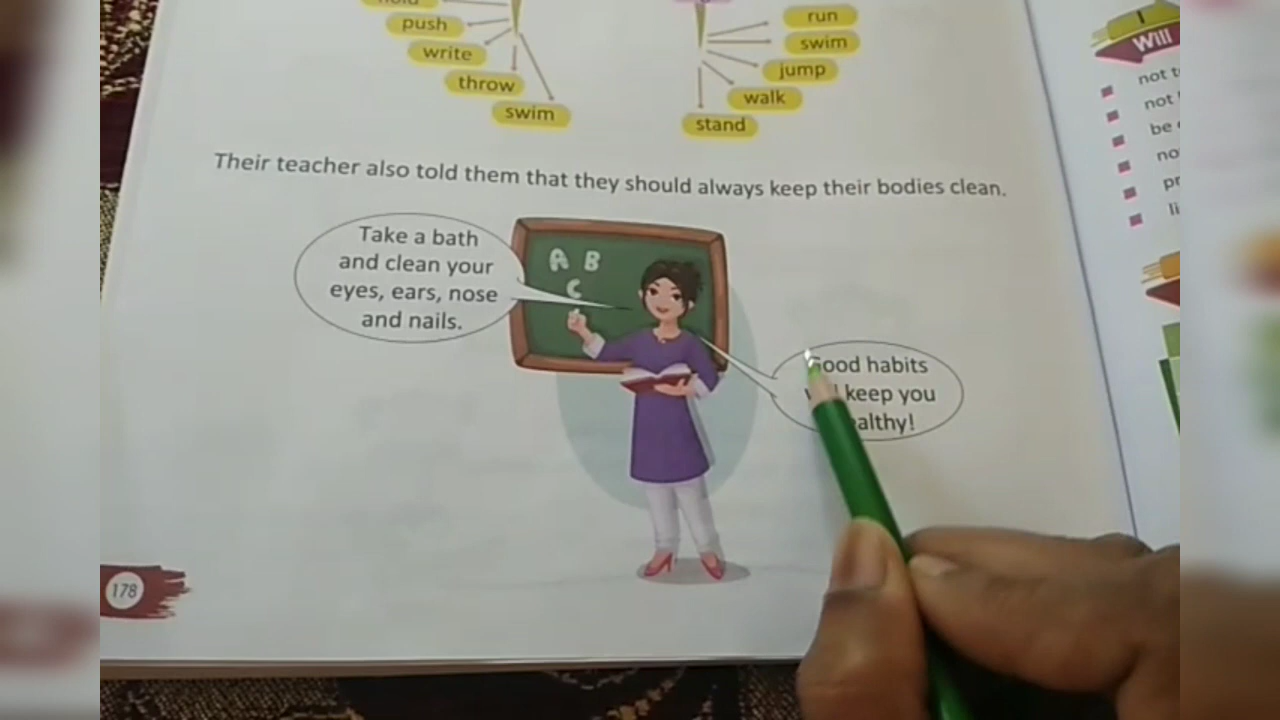 push
write
throw
swim
run
swim
jump
walk
stand
Their teacher also told them that they should always keep their bodies clean.
Take a bath
and clean your
eyes, ears, nose
and nails.
A B
C
Good habits
keep you
178
I
Will
not
not
be